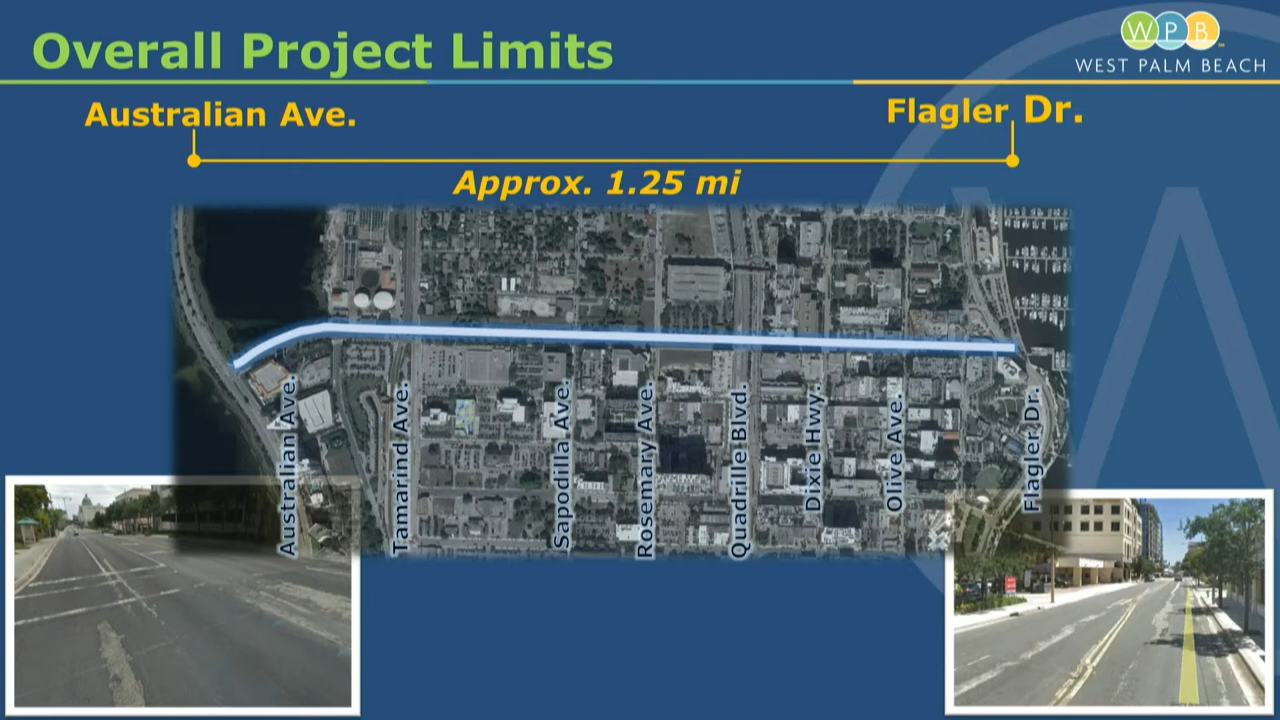 Overall Project Limits
WPB
WEST PALM BEACH
Australian Ave.
Flagler Dr.
Approx. 1.25 mi
Australian Ave.
Tamarind Ave.
Sapodilla Ave.
Rosemary Ave.
Quadrille Blvd.
Dixie Hwy.
Olive Ave.
Flagler Dr.